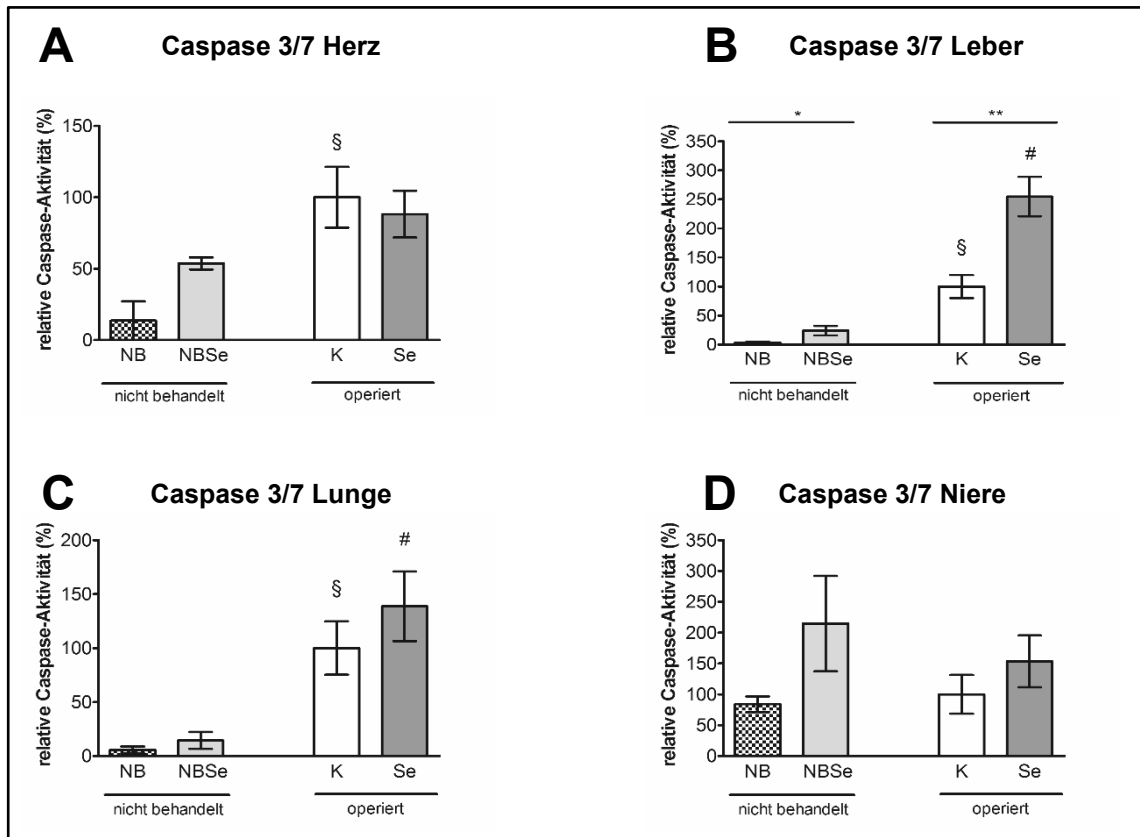 A
Caspase 3/7 Herz
relative Caspase-Aktivität (%)
150
100
50
0
§
NB NBSe K Se
nicht behandelt operiert
B
Caspase 3/7 Leber
relative Caspase-Aktivität (%)
* **
350
300
250
200
150
100
50
0
#
§
NB NBSe K Se
nicht behandelt operiert
C
Caspase 3/7 Lunge
relative Caspase-Aktivität (%)
200
150
100
50
0
#
§
NB NBSe K Se
nicht behandelt operiert
D
Caspase 3/7 Niere
relative Caspase-Aktivität (%)
350
300
250
200
150
100
50
0
NB NBSe K Se
nicht behandelt operiert